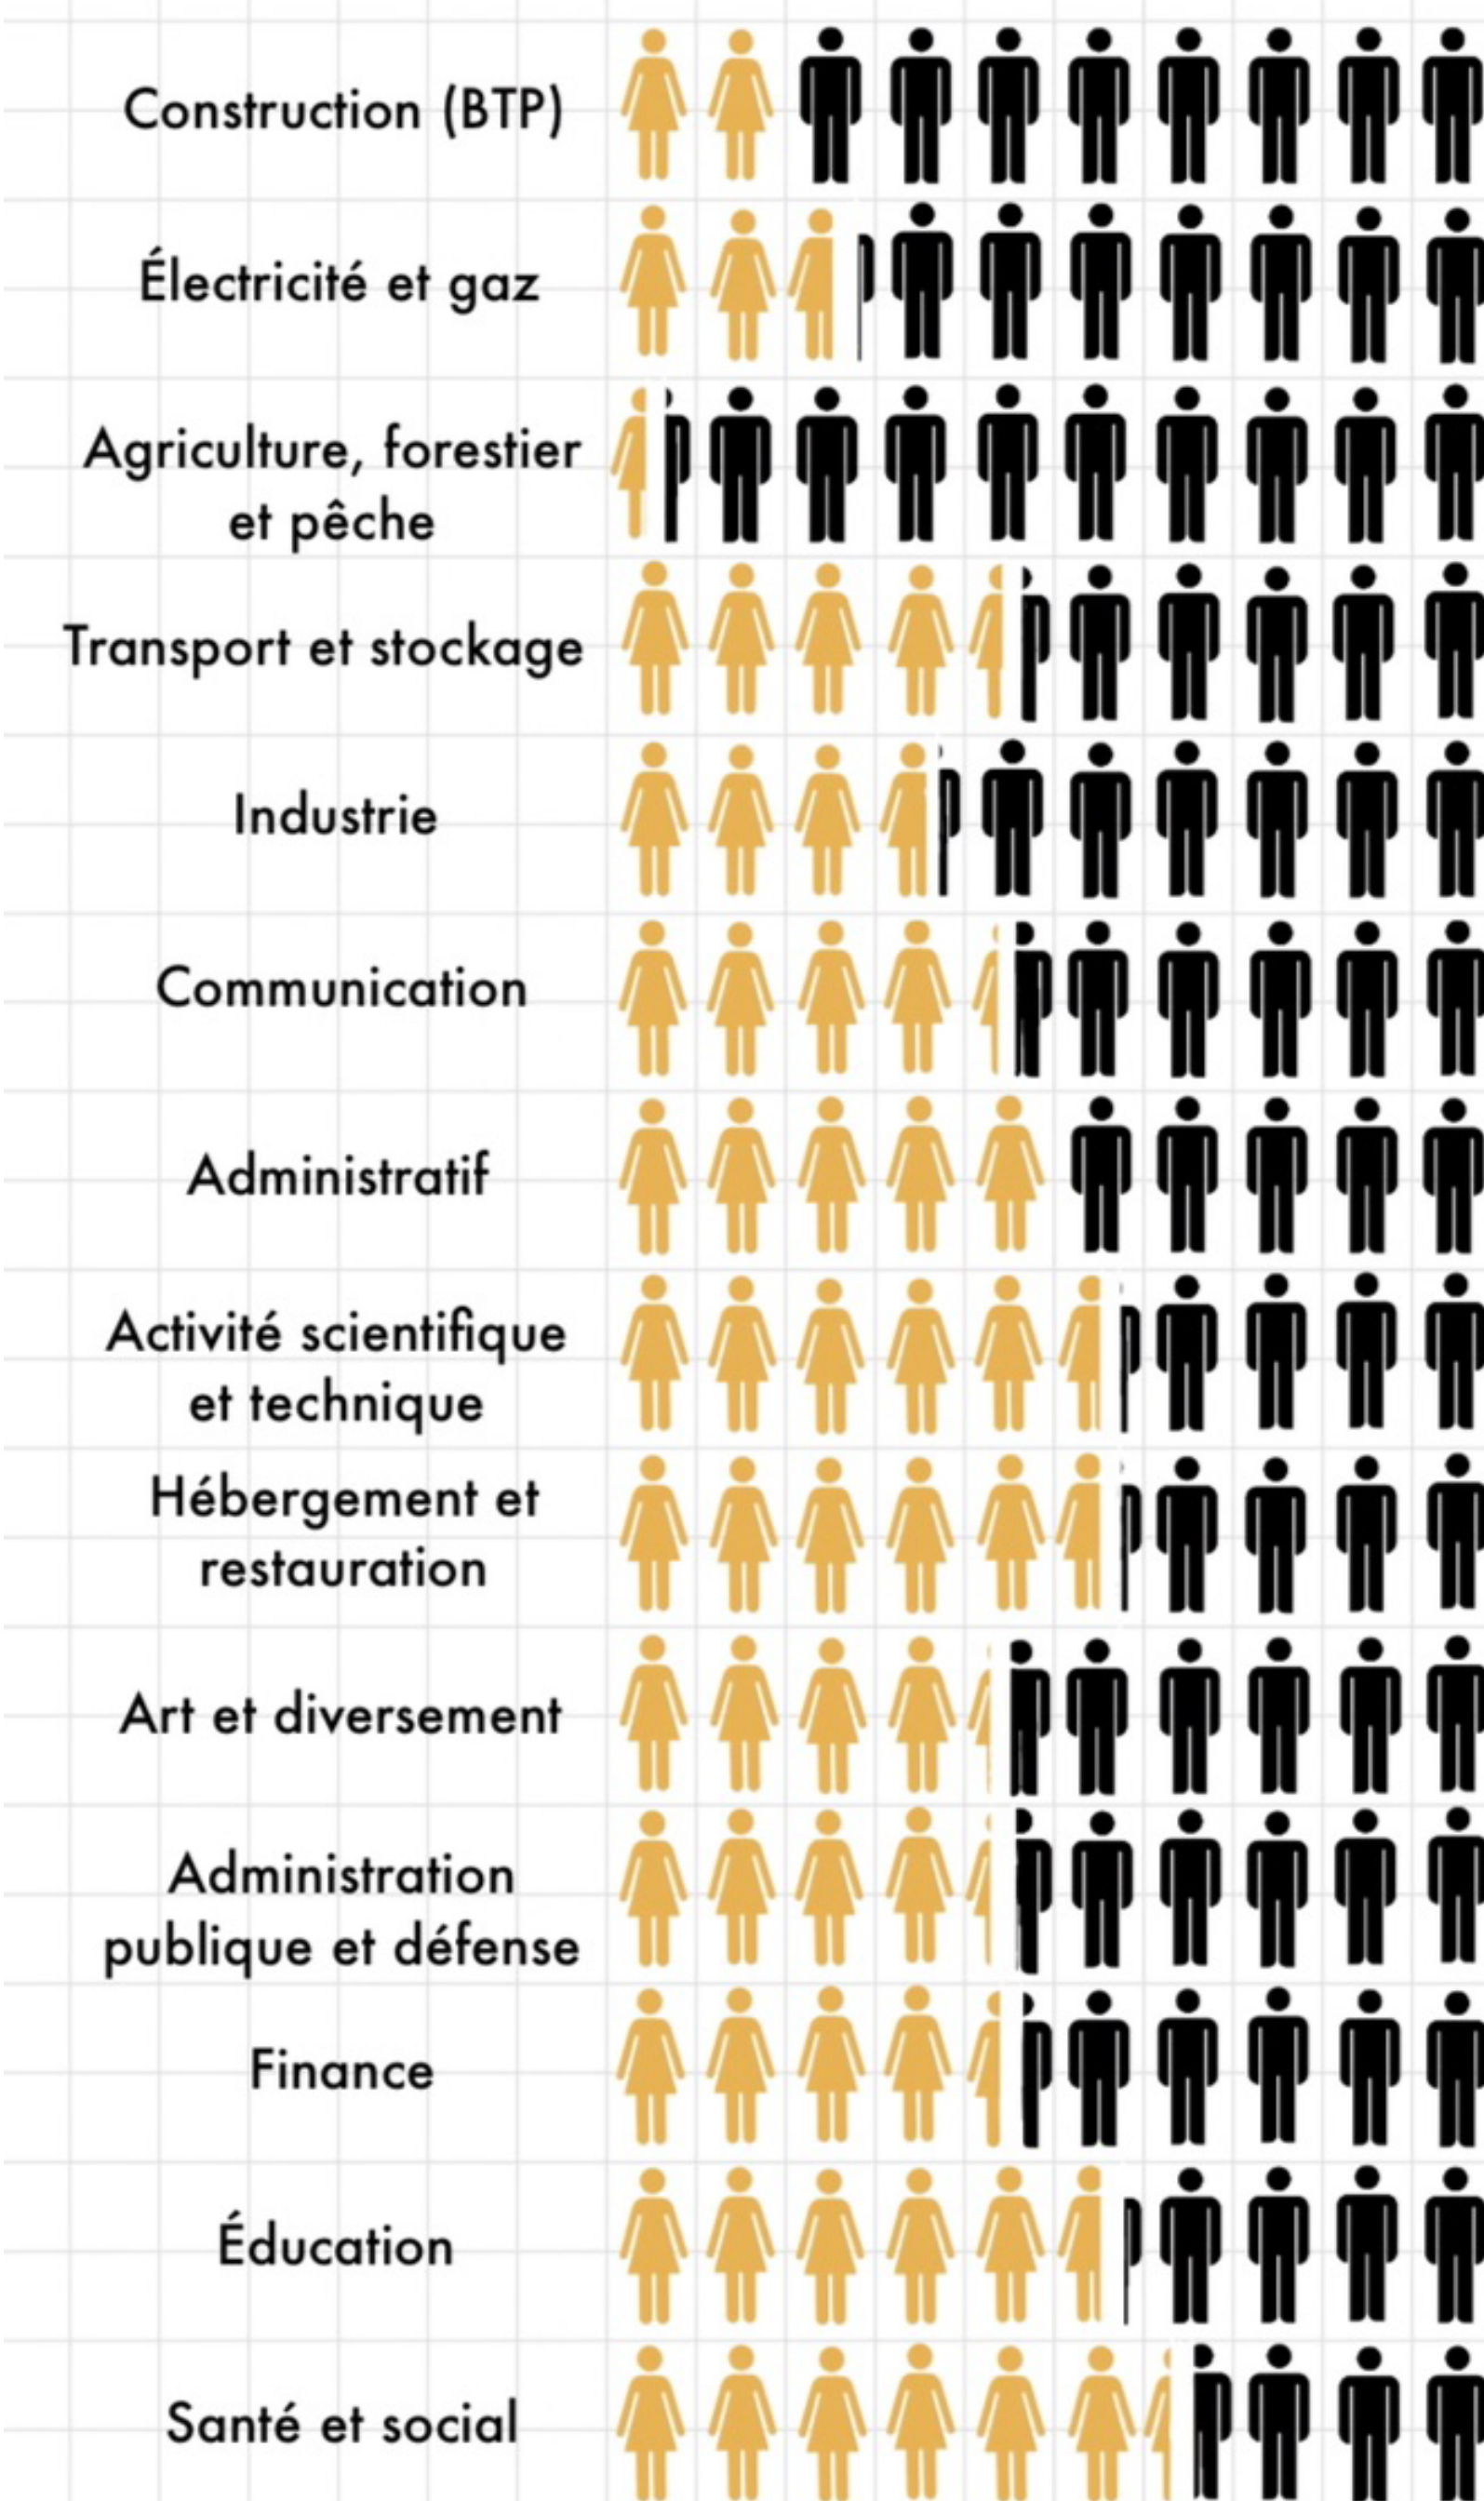 Construction (BTP)
Électricité et gaz
Agriculture, forestier
et pêche
Transport et stockage
Industrie
Communication
Administratif
Activité scientifique
et technique
Hébergement et
restauration
Art et diversement
Administration
publique et défense
Finance
Éducation
Santé et social